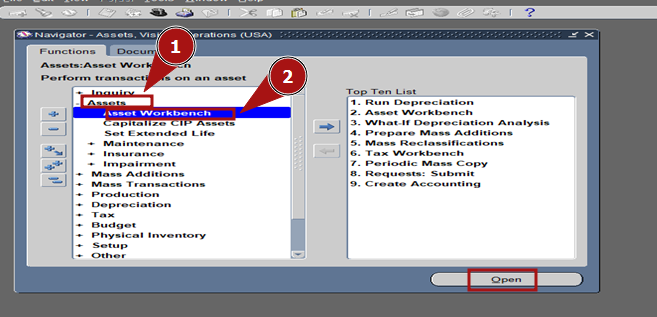 Navigator - Assets, Vis
erations (USA)
Functions
Docum
Assets:Asset W
bench
Perform transactions on an asset
1
2
+ Inquiry
- Assets
Asset Workbench
Capitalize CIP Assets
Set Extended Life
+ Maintenance
+ Insurance
+ Impairment
+ Mass Additions
+ Mass Transactions
+ Production
+ Depreciation
+ Tax
+ Budget
+ Physical Inventory
+ Setup
+ Other
Top Ten List
1. Run Depreciation
2. Asset Workbench
3. What-If Depreciation Analysis
4. Prepare Mass Additions
5. Mass Reclassifications
6. Tax Workbench
7. Periodic Mass Copy
8. Requests: Submit
9. Create Accounting
Open